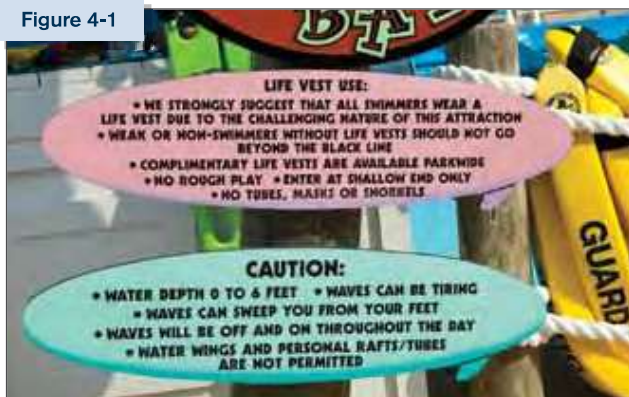 Figure 4-1
BA
LIFE VEST USE:
• WE STRONGLY SUGGEST THAT ALL SWIMMERS WEAR A
LIFE VEST DUE TO THE CHALLENGING NATURE OF THIS ATTRACTION
• WEAK OR NON-SWIMMERS WITHOUT LIFE VESTS SHOULD NOT GO
BEYOND THE BLACK LINE
• COMPLIMENTARY LIFE VESTS ARE AVAILABLE PARKWIDE
• NO ROUGH PLAY • ENTER AT SHALLOW END ONLY
• NO TUBES, MASKS OR SNORKELS
CAUTION:
• WATER DEPTH 0 TO 6 FEET • WAVES CAN BE TIRING
• WAVES CAN SWEEP YOU FROM YOUR FEET
• WAVES WILL BE OFF AND ON THROUGHOUT THE DAY
• WATER WINGS AND PERSONAL RAFTS/TUBES
ARE NOT PERMITTED
GUARD